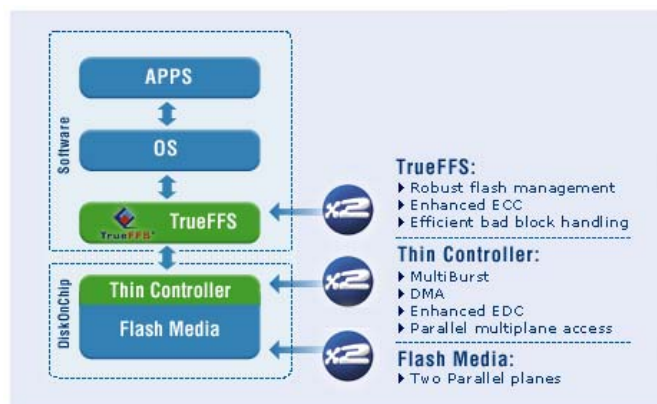 APPS
OS
Software
TrueFFS® TrueFFS
x2
TrueFFS:
Robust flash management
Enhanced ECC
Efficient bad block handling
DiskOnChip
Thin Controller
Flash Media
x2
Thin Controller:
MultiBurst
DMA
Enhanced EDC
Parallel multiplane access
x2
Flash Media:
Two Parallel planes